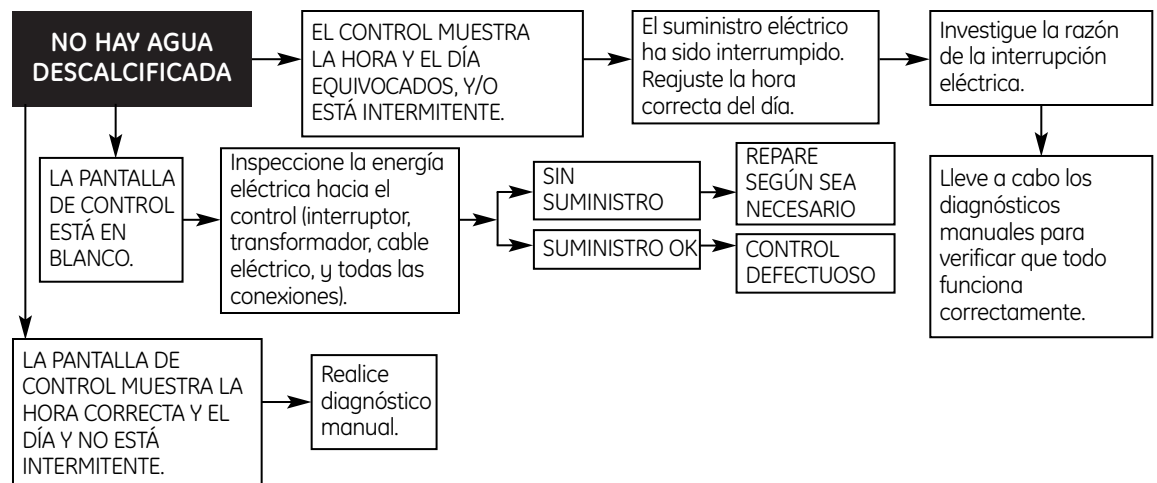 NO HAY AGUA
DESCALCIFICADA
EL CONTROL MUESTRA
LA HORA Y EL DÍA
EQUIVOCADOS, Y/O
ESTÁ INTERMITENTE.
El suministro eléctrico
ha sido interrumpido.
Reajuste la hora
correcta del día.
Investigue la razón
de la interrupción
eléctrica.
Lleve a cabo los
diagnósticos
manuales para
verificar que todo
funciona
correctamente.
LA PANTALLA
DE CONTROL
ESTÁ EN
BLANCO.
Inspeccione la energía
eléctrica hacia el
control (interruptor,
transformador, cable
eléctrico, y todas las
conexiones).
SIN
SUMINISTRO
REPARE
SEGÚN SEA
NECESARIO
SUMINISTRO OK
CONTROL
DEFECTUOSO
LA PANTALLA DE
CONTROL MUESTRA LA
HORA CORRECTA Y EL
DÍA Y NO ESTÁ
INTERMITENTE.
Realice
diagnóstico
manual.